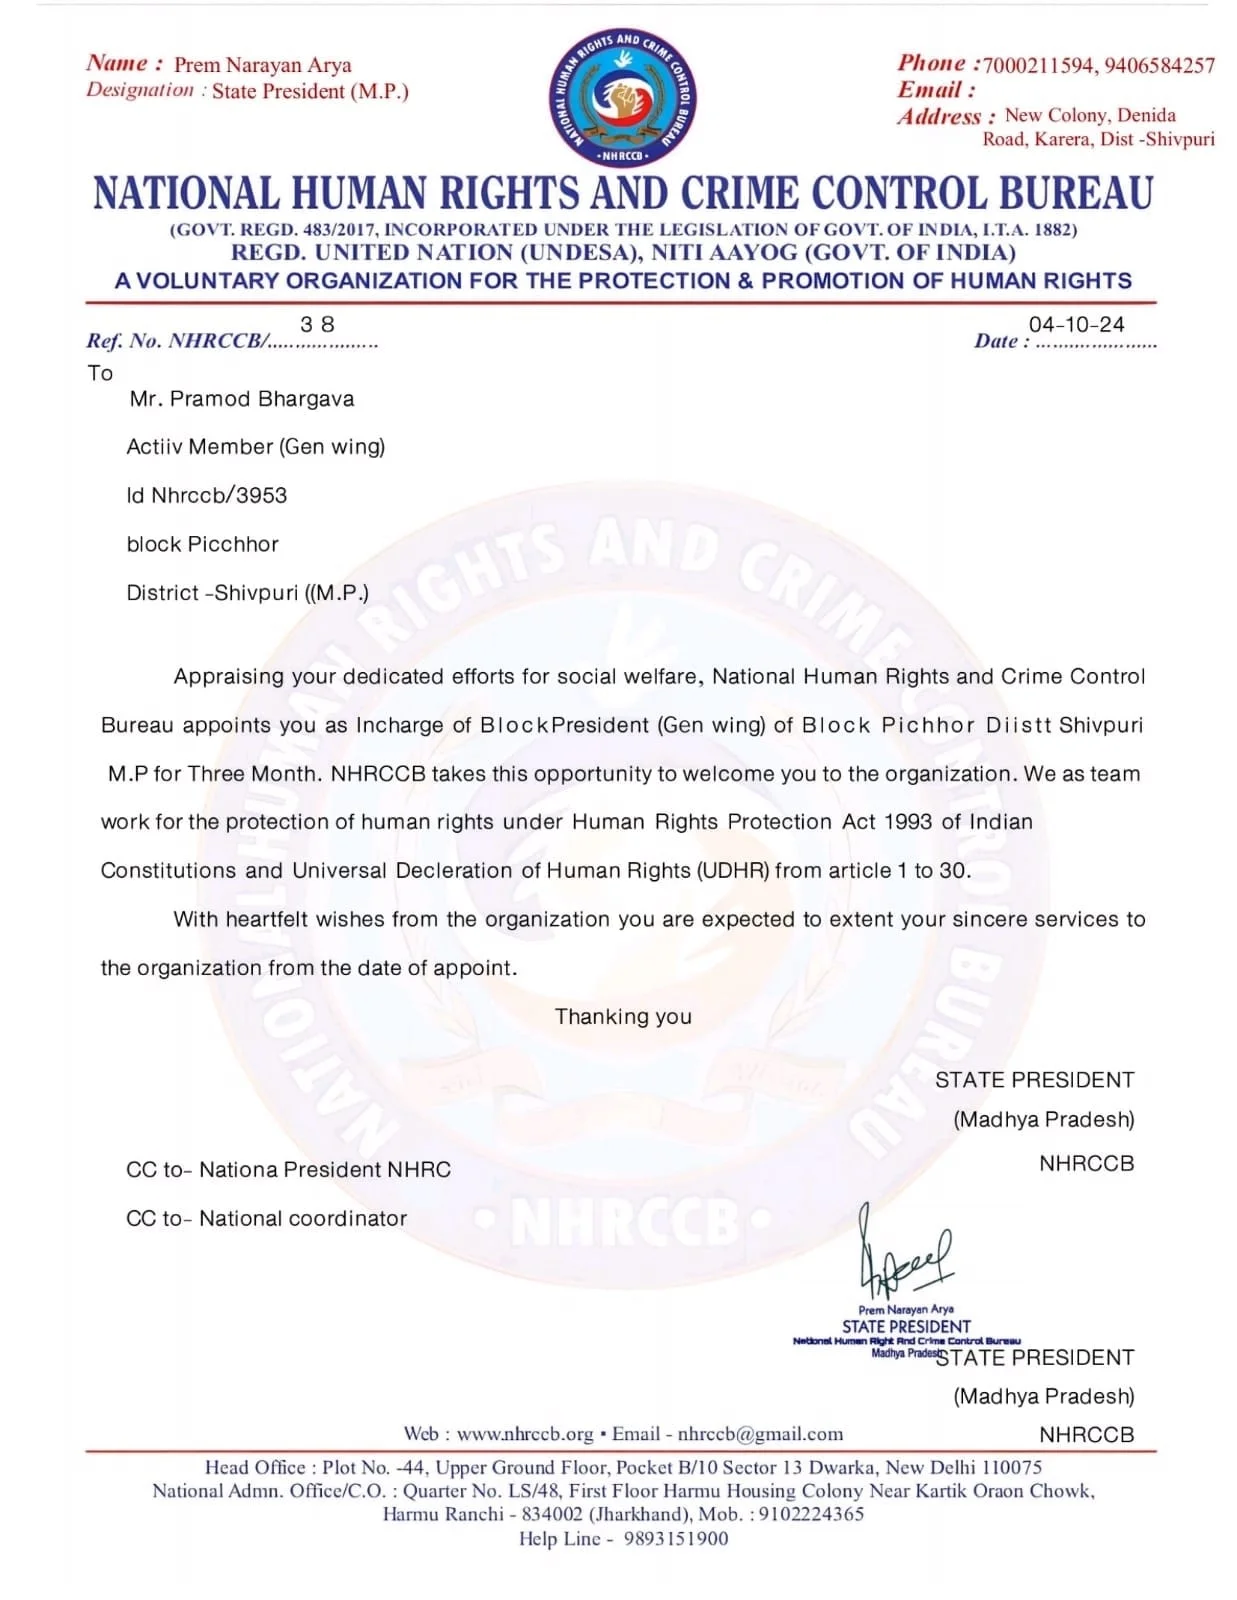 Name : Prem Narayan Arya
Designation : State President (M.P.)
NATIONAL HUMAN RIGHTS AND CRIME CONTROL BUREAU
• NHRCCB •
Phone :7000211594, 9406584257
Email :
Address : New Colony, Denida
Road, Karera, Dist -Shivpuri
NATIONAL HUMAN RIGHTS AND CRIME CONTROL BUREAU
(GOVT. REGD. 483/2017, INCORPORATED UNDER THE LEGISLATION OF GOVT. OF INDIA, I.T.A. 1882)
REGD. UNITED NATION (UNDESA), NITI AAYOG (GOVT. OF INDIA)
A VOLUNTARY ORGANIZATION FOR THE PROTECTION & PROMOTION OF HUMAN RIGHTS
Ref. No. NHRCCB/....................38
Date : ......................04-10-24
To
Mr. Pramod Bhargava
Actiiv Member (Gen wing)
Id Nhrccb/3953
block Picchhor
District -Shivpuri ((M.P.)
Appraising your dedicated efforts for social welfare, National Human Rights and Crime Control
Bureau appoints you as Incharge of Block President (Gen wing) of Block Pichhor Diistt Shivpuri
M.P for Three Month. NHRCCB takes this opportunity to welcome you to the organization. We as team
work for the protection of human rights under Human Rights Protection Act 1993 of Indian
Constitutions and Universal Decleration of Human Rights (UDHR) from article 1 to 30.
With heartfelt wishes from the organization you are expected to extent your sincere services to
the organization from the date of appoint.
Thanking you
STATE PRESIDENT
(Madhya Pradesh)
NHRCCB
CC to- Nationa President NHRC
CC to- National coordinator
NATIONAL HUMAN RIGHTS AND CRIME CONTROL BUREAU
• NHRCCB •
Prem Narayan Arya
STATE PRESIDENT
National Human Right And Crime Control Bureau
Madhya Pradesh
STATE PRESIDENT
(Madhya Pradesh)
NHRCCB
Web : www.nhrccb.org • Email - nhrccb@gmail.com
Head Office : Plot No. -44, Upper Ground Floor, Pocket B/10 Sector 13 Dwarka, New Delhi 110075
National Admn. Office/C.O. : Quarter No. LS/48, First Floor Harmu Housing Colony Near Kartik Oraon Chowk,
Harmu Ranchi - 834002 (Jharkhand), Mob. : 9102224365
Help Line - 9893151900